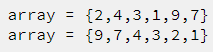 array = {2,4,3,1,9,7}
array = {9,7,4,3,2,1}